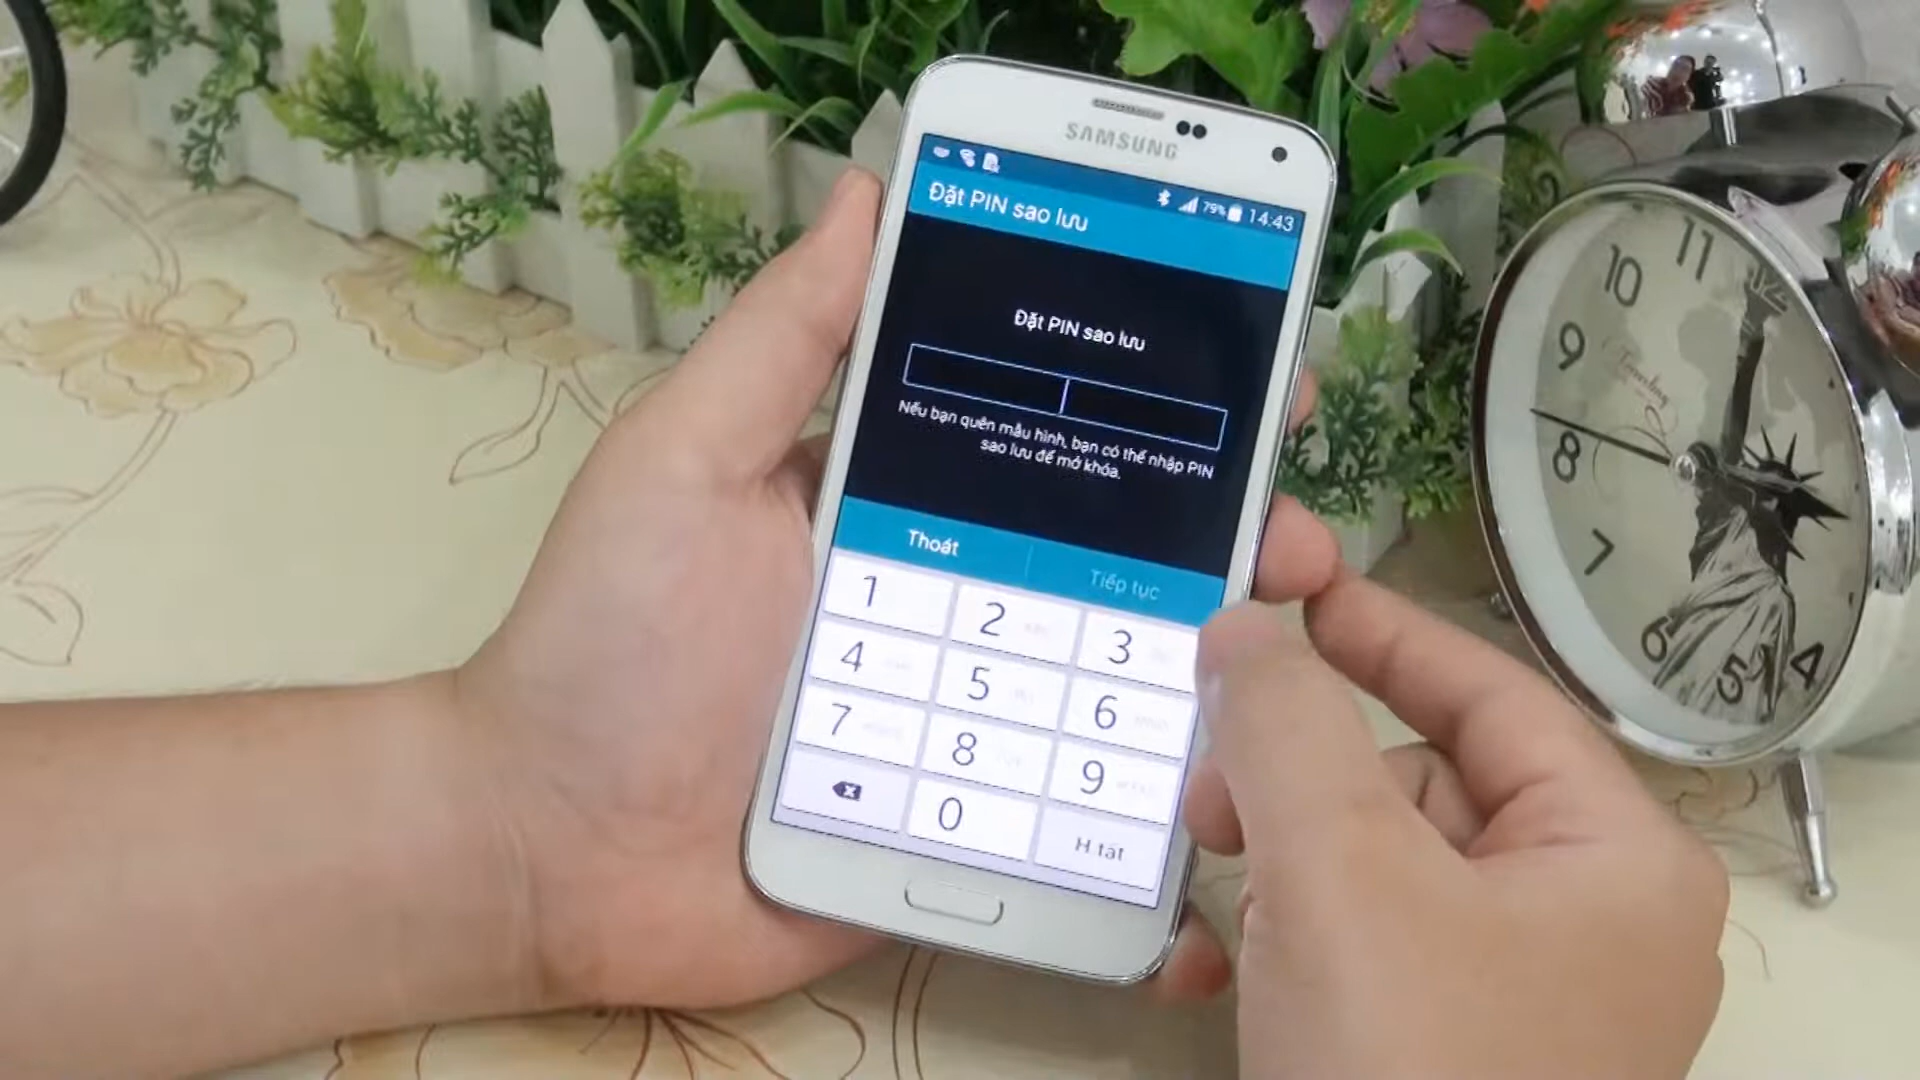 SAMSUNG
79% 14:43
Đặt PIN sao lưu
Đặt PIN sao lưu
Nếu bạn quên mẫu hình, bạn có thể nhập PIN
sao lưu để mở khóa.
Thoát
Tiếp tục
1 2 3
4 5 6
7 8 9
0 H.tất
11
10
9
8
7
6
5
4